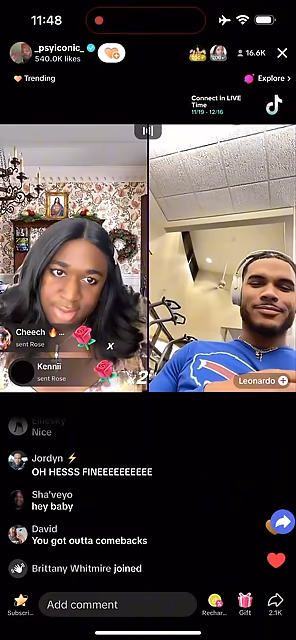 11:48
_psyiconic_
540.0K likes
16.6K
Trending
Explore >
Connect in LIVE
Time
11/19 - 12/16
TikTok
Cheech 🔥...
sent Rose
x
Kennii
sent Rose
x2
Leonardo
Nice
Jordyn ⚡
OH HESSS FINEEEEEEEEEE
Sha'veyo
hey baby
David
You got outta comebacks
Brittany Whitmire joined
Subscri...
Add comment
Rechar...
Gift
2.1K